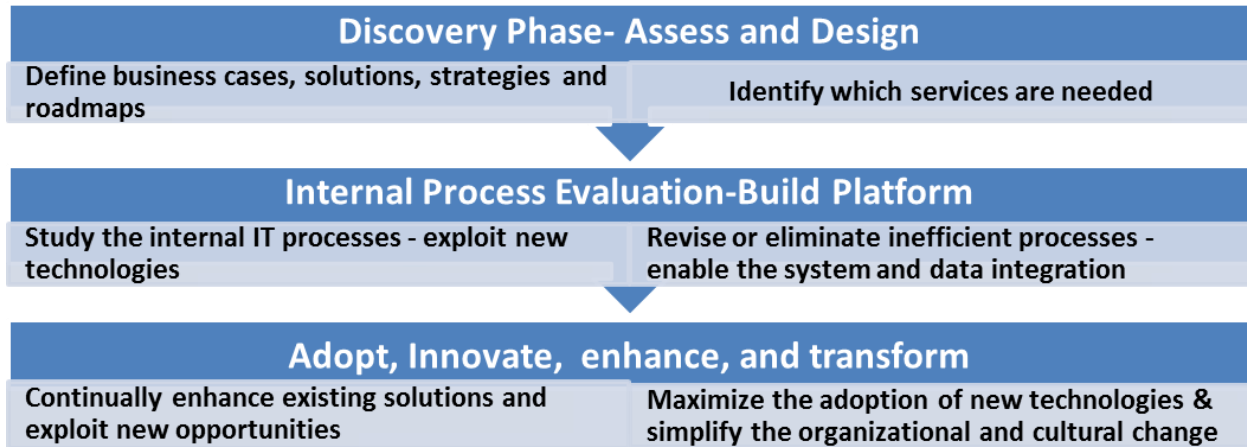 Discovery Phase- Assess and Design
Define business cases, solutions, strategies and
roadmaps
Identify which services are needed
Internal Process Evaluation-Build Platform
Study the internal IT processes - exploit new
technologies
Revise or eliminate inefficient processes -
enable the system and data integration
Adopt, Innovate, enhance, and transform
Continually enhance existing solutions and
exploit new opportunities
Maximize the adoption of new technologies &
simplify the organizational and cultural change